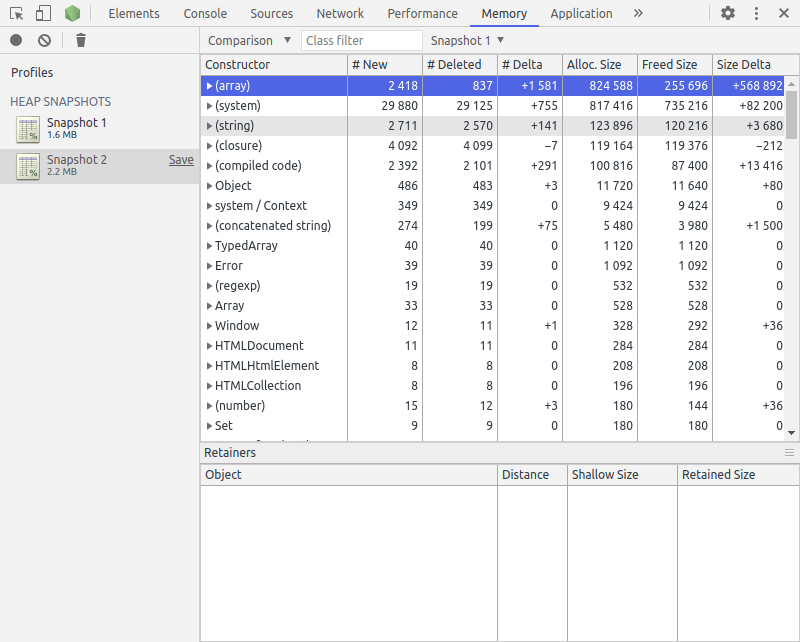 Elements Console Sources Network Performance Memory Application »
Comparison ▼ Class filter Snapshot 1 ▼
Profiles
HEAP SNAPSHOTS
Snapshot 1
1.6 MB
Snapshot 2 Save
2.2 MB
Constructor # New # Deleted # Delta Alloc. Size Freed Size Size Delta
(array) 2 418 837 +1 581 824 588 255 696 +568 892
(system) 29 880 29 125 +755 817 416 735 216 +82 200
(string) 2 711 2 570 +141 123 896 120 216 +3 680
(closure) 4 092 4 099 −7 119 164 119 376 −212
(compiled code) 2 392 2 101 +291 100 816 87 400 +13 416
Object 486 483 +3 11 720 11 640 +80
system / Context 349 349 0 9 424 9 424 0
(concatenated string) 274 199 +75 5 480 3 980 +1 500
TypedArray 40 40 0 1 120 1 120 0
Error 39 39 0 1 092 1 092 0
(regexp) 19 19 0 532 532 0
Array 33 33 0 528 528 0
Window 12 11 +1 328 292 +36
HTMLDocument 11 11 0 284 284 0
HTMLHtmlElement 8 8 0 208 208 0
HTMLCollection 8 8 0 196 196 0
(number) 15 12 +3 180 144 +36
Set 9 9 0 180 180 0
Retainers
Object Distance Shallow Size Retained Size